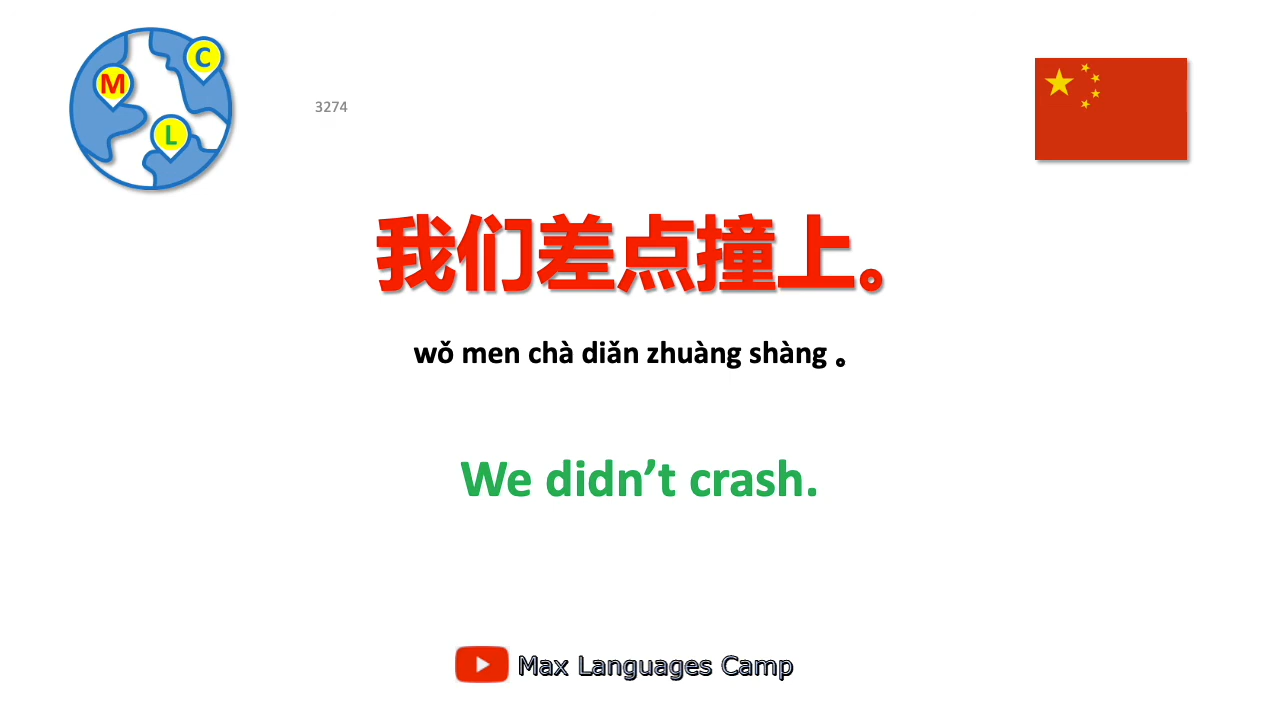 C
M
L
3274
我们差点撞上。
wǒ men chà diǎn zhuàng shàng 。
We didn’t crash.
Max Languages Camp